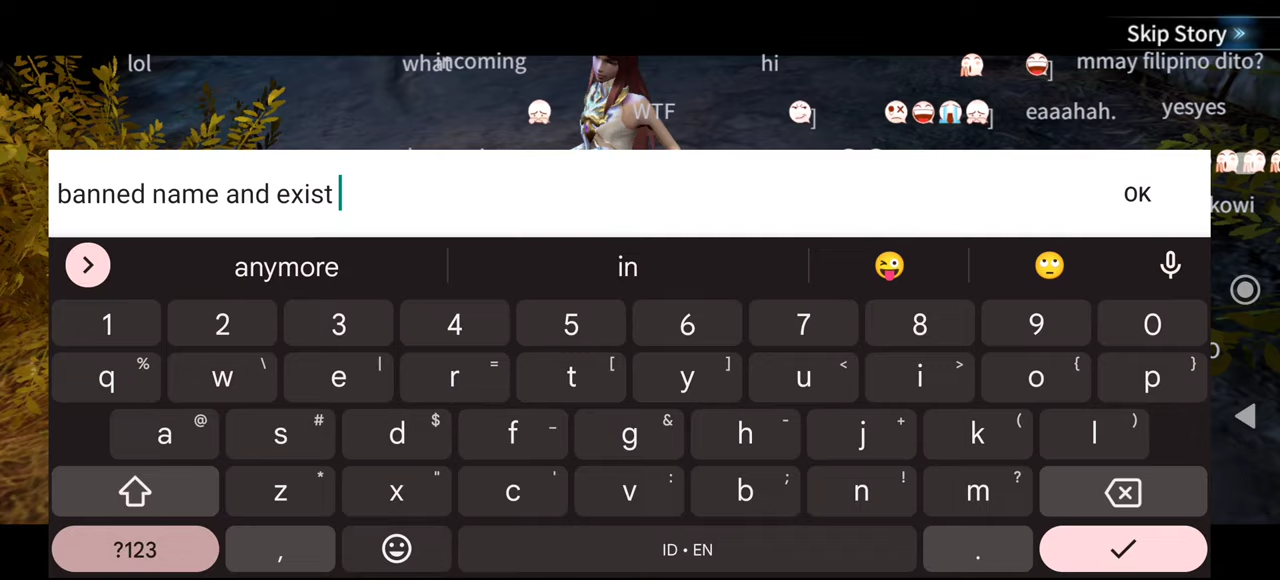 Skip Story »
lol
what
incoming
hi
mmay filipino dito?
WTF
eaaahah.
yesyes
banned name and exist
OK
kowi
anymore
in
1 2 3 4 5 6 7 8 9 0
q % w \ e | r = t [ y ] u < i > o { p }
a @ s # d $ f _ g & h - j + k ( l )
z * x " c ' v : b ; n ! m ?
?123 , ID • EN .